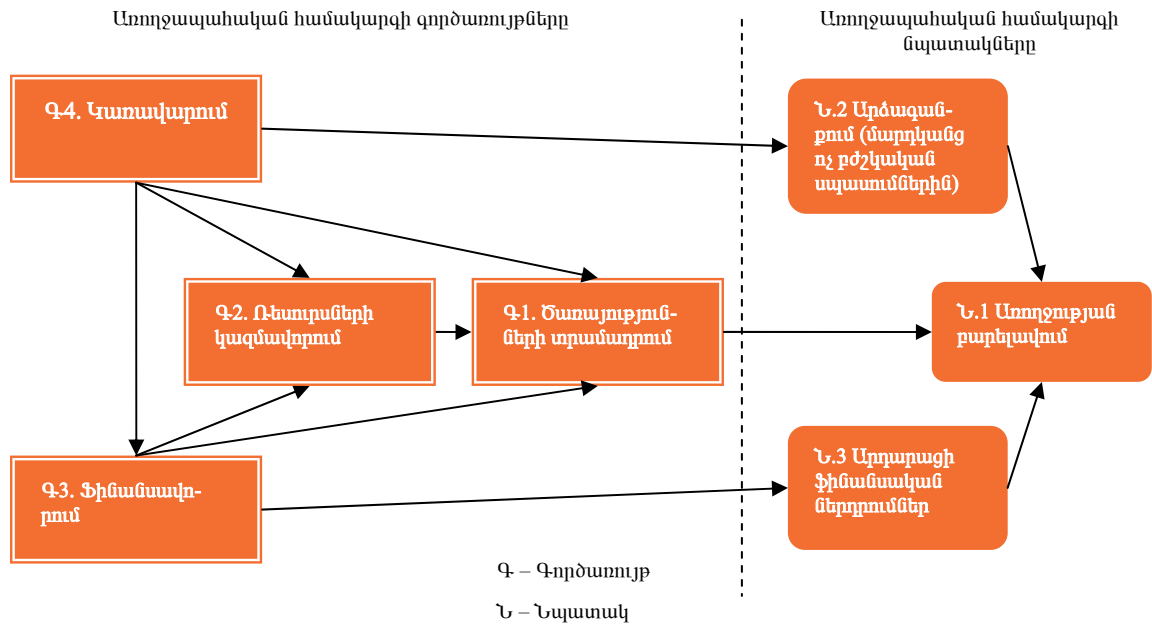 Առողջապահական համակարգի գործառույթները
Առողջապահական համակարգի
նպատակները
Գ4. Կառավարում
Ն.2 Արձագան-
քում (մարդկանց
ոչ բժշկական
սպասումներին)
Գ2. Ռեսուրսների
կազմավորում
Գ1. Ծառայություն-
ների տրամադրում
Ն.1 Առողջության
բարելավում
Գ3. Ֆինանսավո-
րում
Ն.3 Արդարացի
ֆինանսական
ներդրումներ
Գ – Գործառույթ
Ն – Նպատակ